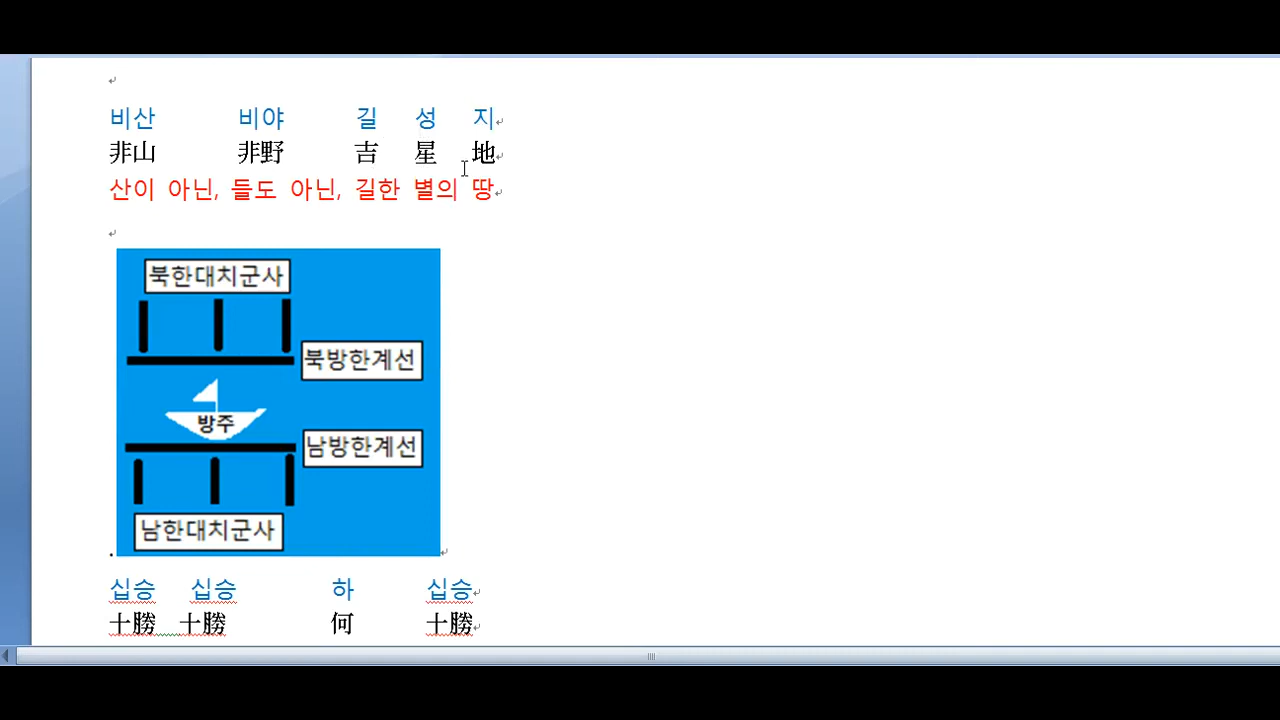 비산 비야 길 성 지
非山 非野 吉 星 地
산이 아닌, 들도 아닌, 길한 별의 땅
북한대치군사
북방한계선
방주
남방한계선
남한대치군사
십승 십승 하 십승
十勝 十勝 何 十勝